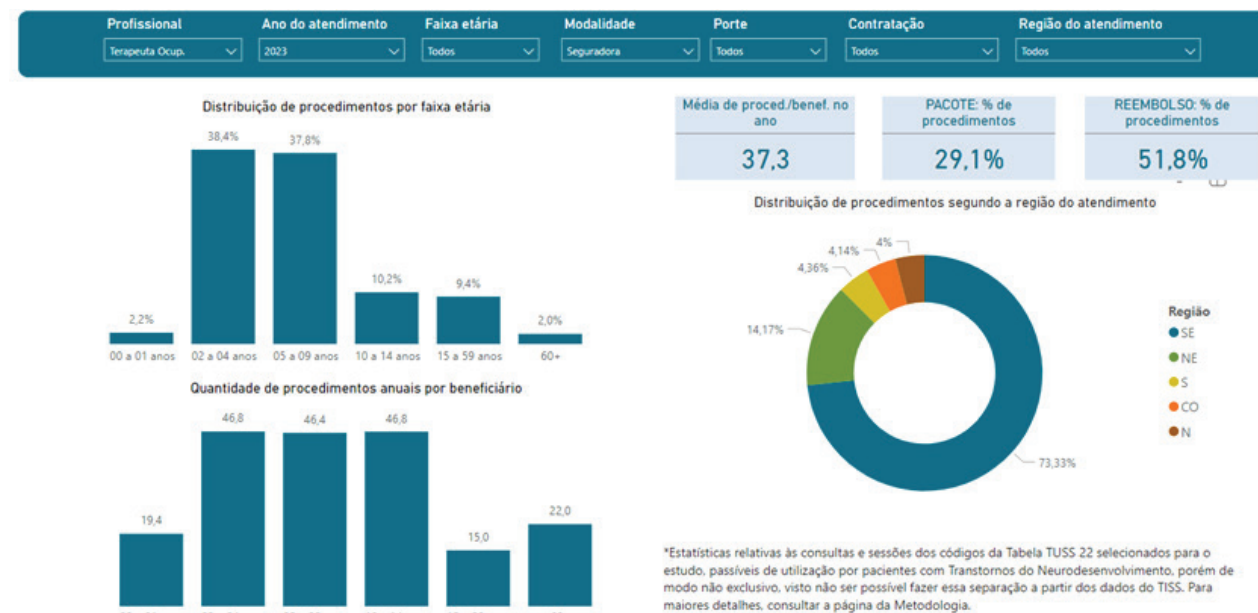 Profissional Ano do atendimento Faixa etária Modalidade Porte Contratação Região do atendimento
Terapeuta Ocup. 2023 Todos Seguradora Todos Todos Todos
Distribuição de procedimentos por faixa etária
38,4% 37,8%
10,2% 9,4%
2,2% 2,0%
00 a 01 anos 02 a 04 anos 05 a 09 anos 10 a 14 anos 15 a 59 anos 60+
Quantidade de procedimentos anuais por beneficiário
46,8 46,4 46,8
19,4 15,0 22,0
Média de proced./benef. no
ano
37,3
PACOTE: % de
procedimentos
29,1%
REEMBOLSO: % de
procedimentos
51,8%
Distribuição de procedimentos segundo a região do atendimento
4%
4,14%
4,36%
14,17%
73,33%
Região
SE
NE
S
CO
N
*Estatísticas relativas às consultas e sessões dos códigos da Tabela TUSS 22 selecionados para o
estudo, passíveis de utilização por pacientes com Transtornos do Neurodesenvolvimento, porém de
modo não exclusivo, visto não ser possível fazer essa separação a partir dos dados do TISS. Para
maiores detalhes, consultar a página da Metodologia.